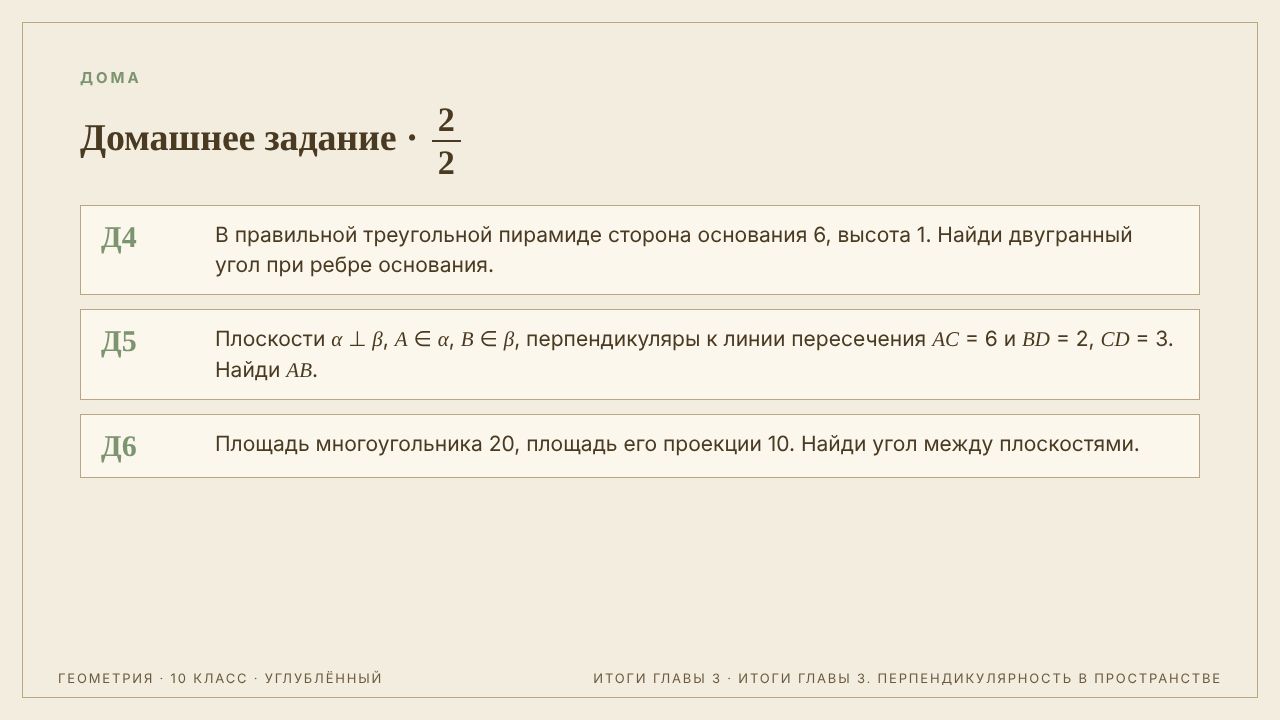 ДОМА
Домашнее задание · 2/2
Д4
В правильной треугольной пирамиде сторона основания 6, высота 1. Найди двугранный
угол при ребре основания.
Д5
Плоскости α ⊥ β, A ∈ α, B ∈ β, перпендикуляры к линии пересечения AC = 6 и BD = 2, CD = 3.
Найди AB.
Д6
Площадь многоугольника 20, площадь его проекции 10. Найди угол между плоскостями.
ГЕОМЕТРИЯ · 10 КЛАСС · УГЛУБЛЁННЫЙ
ИТОГИ ГЛАВЫ 3 · ИТОГИ ГЛАВЫ 3. ПЕРПЕНДИКУЛЯРНОСТЬ В ПРОСТРАНСТВЕ